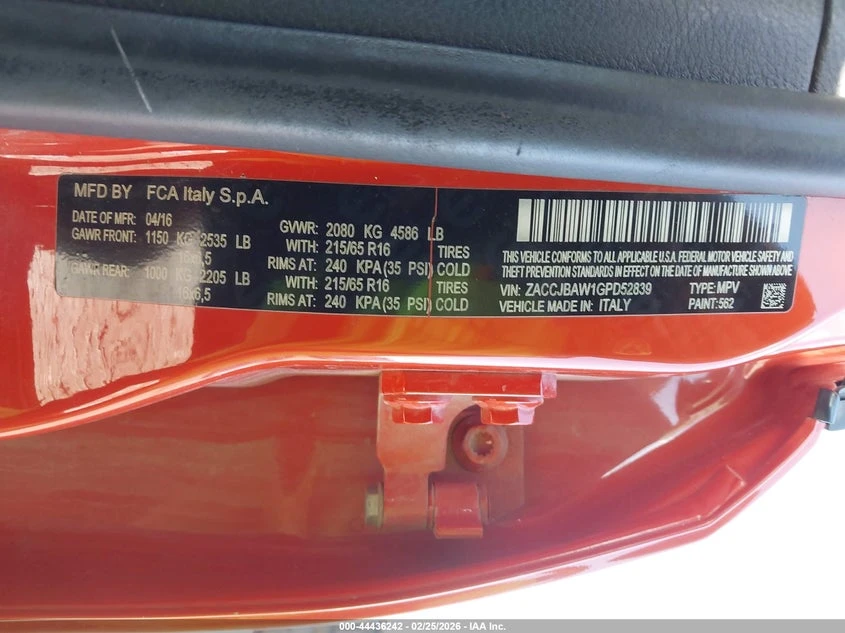 MFD BY FCA Italy S.p.A.
DATE OF MFR: 04/16
GVWR: 2080 KG 4586 LB
GAWR FRONT: 1150 KG 2535 LB
WITH: 215/65 R16 TIRES
16x6,5
RIMS AT: 240 KPA (35 PSI) COLD
GAWR REAR: 1000 KG 2205 LB
WITH: 215/65 R16 TIRES
16x6,5
RIMS AT: 240 KPA (35 PSI) COLD
THIS VEHICLE CONFORMS TO ALL APPLICABLE U.S.A. FEDERAL MOTOR VEHICLE SAFETY AND
THEFT PREVENTION STANDARDS IN EFFECT ON THE DATE OF MANUFACTURE SHOWN ABOVE.
VIN: ZACCJBAW1GPD52839 TYPE: MPV
VEHICLE MADE IN: ITALY PAINT: 562
000-44436242 - 02/25/2026 - IAA Inc.